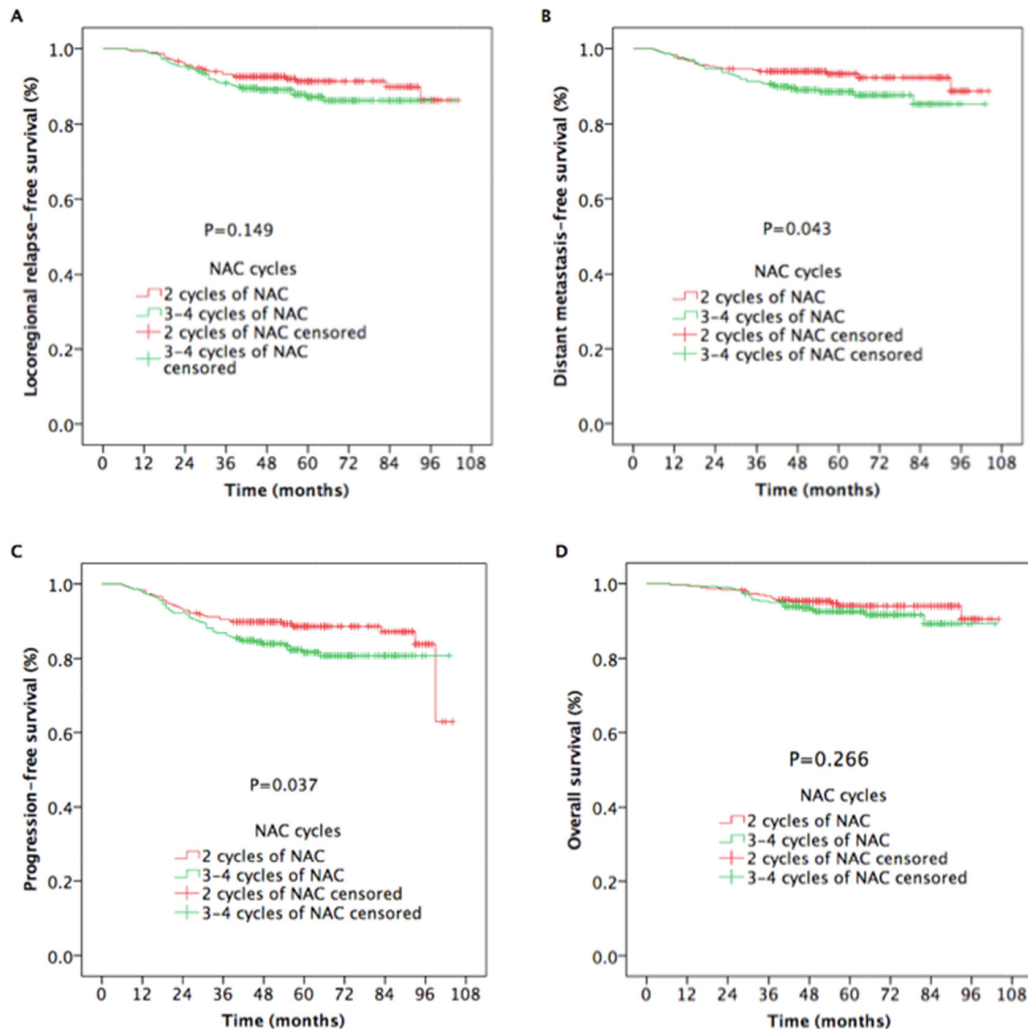 A
Locoregional relapse-free survival (%)
1.0
0.8
0.6
0.4
0.2
0.0
P=0.149
NAC cycles
2 cycles of NAC
3-4 cycles of NAC
2 cycles of NAC censored
3-4 cycles of NAC
censored
0 12 24 36 48 60 72 84 96 108
Time (months)
B
Distant metastasis-free survival (%)
1.0
0.8
0.6
0.4
0.2
0.0
P=0.043
NAC cycles
2 cycles of NAC
3-4 cycles of NAC
2 cycles of NAC censored
3-4 cycles of NAC censored
0 12 24 36 48 60 72 84 96 108
Time (months)
C
Progression-free survival (%)
1.0
0.8
0.6
0.4
0.2
0.0
P=0.037
NAC cycles
2 cycles of NAC
3-4 cycles of NAC
2 cycles of NAC censored
3-4 cycles of NAC censored
0 12 24 36 48 60 72 84 96 108
Time (months)
D
Overall survival (%)
1.0
0.8
0.6
0.4
0.2
0.0
P=0.266
NAC cycles
2 cycles of NAC
3-4 cycles of NAC
2 cycles of NAC censored
3-4 cycles of NAC censored
0 12 24 36 48 60 72 84 96 108
Time (months)